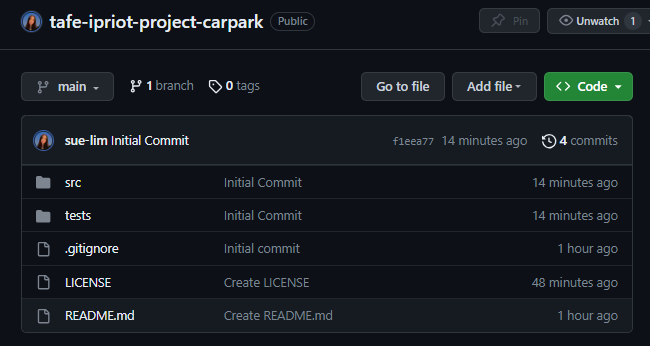 tafe-ipriot-project-carpark Public Pin Unwatch 1
main 1 branch 0 tags Go to file Add file Code
sue-lim Initial Commit f1eea77 14 minutes ago 4 commits
src Initial Commit 14 minutes ago
tests Initial Commit 14 minutes ago
.gitignore Initial commit 1 hour ago
LICENSE Create LICENSE 48 minutes ago
README.md Create README.md 1 hour ago